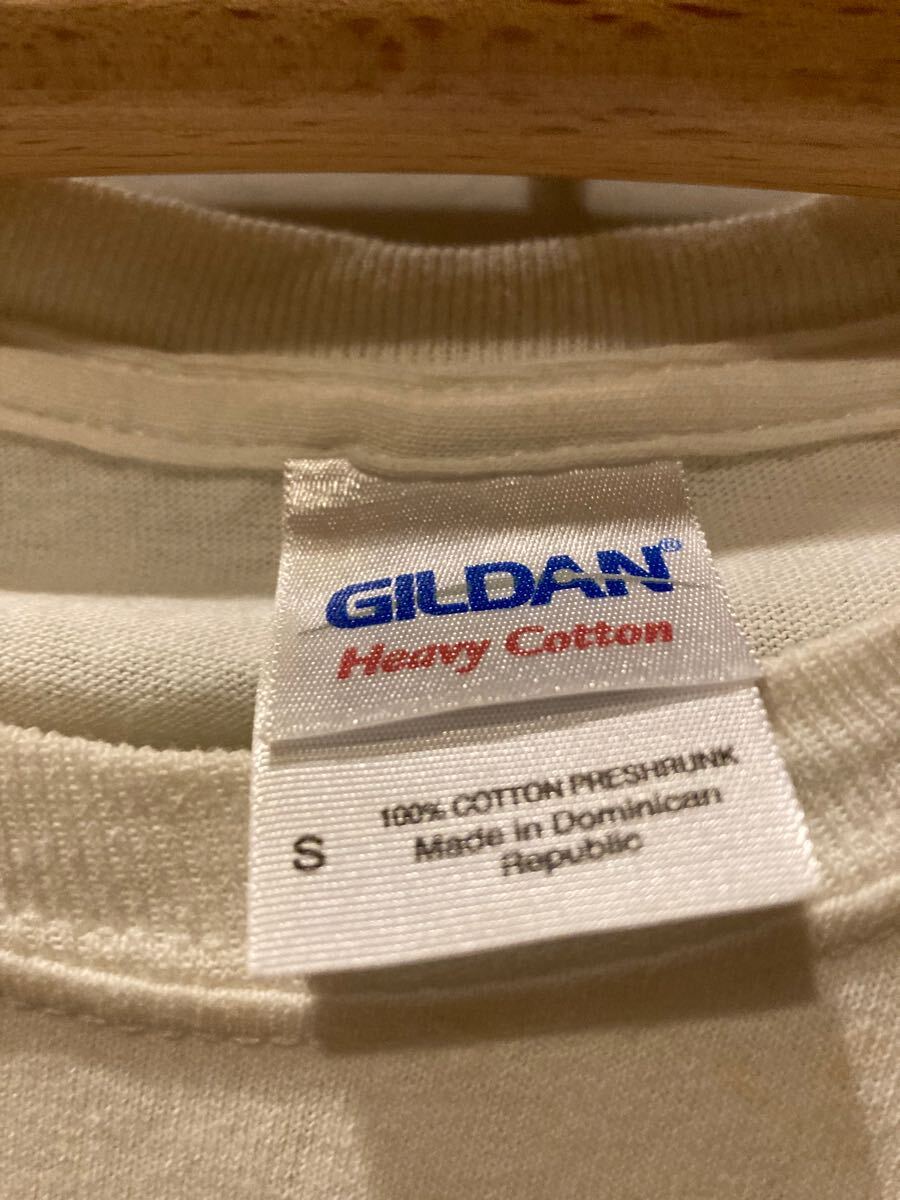 GILDAN®
Heavy Cotton
100% COTTON PRESHRUNK
S Made in Dominican
Republic